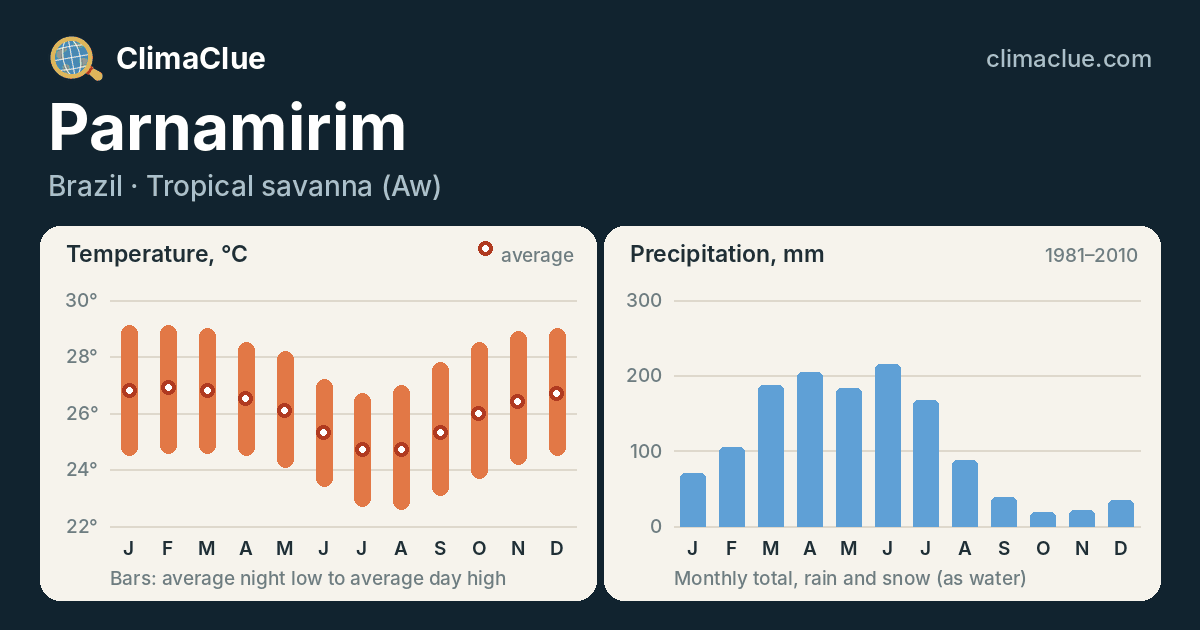 ClimaClue
climaclue.com
Parnamirim
Brazil · Tropical savanna (Aw)
Temperature, °C
average
30°
28°
26°
24°
22°
J F M A M J J A S O N D
Bars: average night low to average day high
Precipitation, mm
1981–2010
300
200
100
0
J F M A M J J A S O N D
Monthly total, rain and snow (as water)